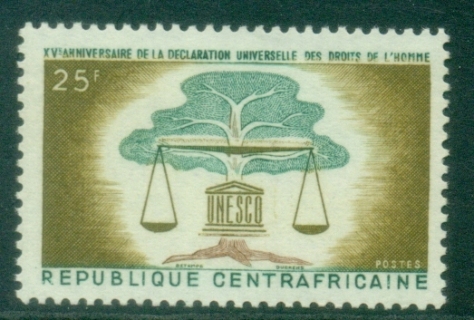 XVᵉ ANNIVERSAIRE DE LA DECLARATION UNIVERSELLE DES DROITS DE L'HOMME
25F
UNESCO
POSTES
REPUBLIQUE CENTRAFRICAINE